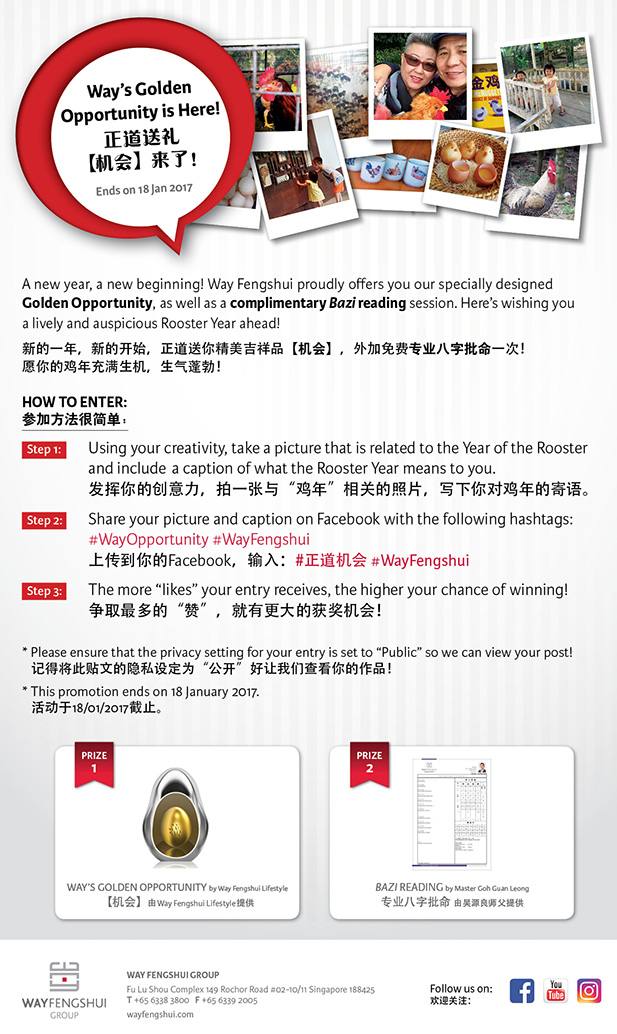 Way's Golden
Opportunity is Here!
正道送礼
【机会】来了!
Ends on 18 Jan 2017
金鸡
A new year, a new beginning! Way Fengshui proudly offers you our specially designed
Golden Opportunity, as well as a complimentary Bazi reading session. Here's wishing you
a lively and auspicious Rooster Year ahead!
新的一年，新的开始，正道送你精美吉祥品【机会】，外加免费专业八字批命一次！
愿你的鸡年充满生机，生气蓬勃！
HOW TO ENTER:
参加方法很简单：
Step 1:
Using your creativity, take a picture that is related to the Year of the Rooster
and include a caption of what the Rooster Year means to you.
发挥你的创意力，拍一张与“鸡年”相关的照片，写下你对鸡年的寄语。
Step 2:
Share your picture and caption on Facebook with the following hashtags:
#WayOpportunity #WayFengshui
上传到你的Facebook，输入：#正道机会 #WayFengshui
Step 3:
The more “likes” your entry receives, the higher your chance of winning!
争取最多的“赞”，就有更大的获奖机会！
* Please ensure that the privacy setting for your entry is set to “Public” so we can view your post!
记得将此贴文的隐私设定为“公开”好让我们查看你的作品！
* This promotion ends on 18 January 2017.
活动于18/01/2017截止。
PRIZE
1
WAY'S GOLDEN OPPORTUNITY by Way Fengshui Lifestyle
【机会】由Way Fengshui Lifestyle提供
PRIZE
2
BAZI READING by Master Goh Guan Leong
专业八字批命 由吴源良师父提供
WAYFENGSHUI
GROUP
WAY FENGSHUI GROUP
Fu Lu Shou Complex 149 Rochor Road #02-10/11 Singapore 188425
T +65 6338 3800 F +65 6339 2005
wayfengshui.com
Follow us on:
欢迎关注：
You
Tube